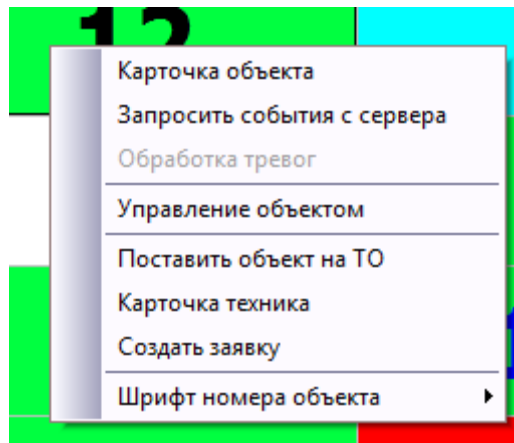 12
Карточка объекта
Запросить события с сервера
Обработка тревог
Управление объектом
Поставить объект на ТО
Карточка техника
Создать заявку
Шрифт номера объекта